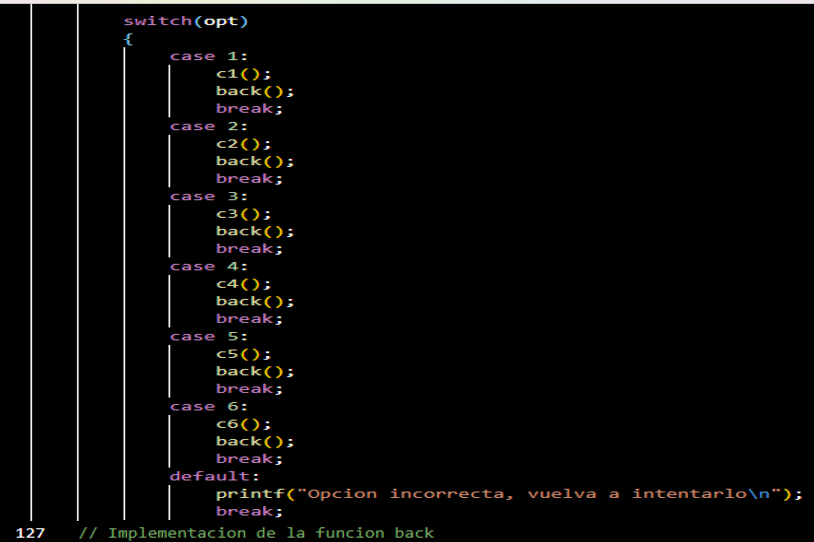 switch(opt)
{
case 1:
c1();
back();
break;
case 2:
c2();
back();
break;
case 3:
c3();
back();
break;
case 4:
c4();
back();
break;
case 5:
c5();
back();
break;
case 6:
c6();
back();
break;
default:
printf("Opcion incorrecta, vuelva a intentarlo\n");
break;
127 // Implementacion de la funcion back